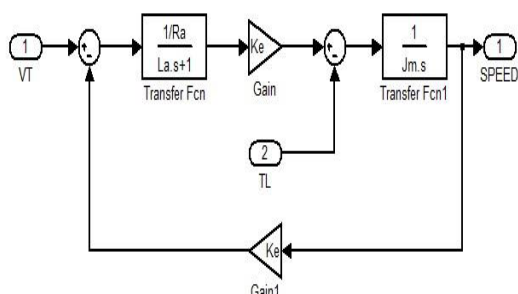 1
VT
1/Ra
La.s+1
Transfer Fcn
Ke
Gain
1
Jm.s
Transfer Fcn1
1
SPEED
2
TL
Ke
Gain1